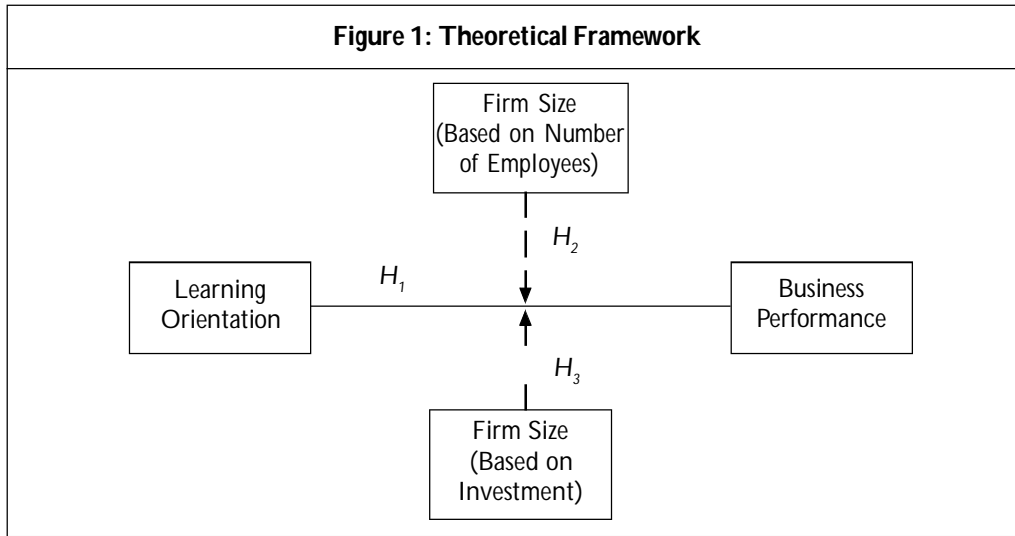 Figure 1: Theoretical Framework
Firm Size
(Based on Number
of Employees)
H2
H1
Learning
Orientation
Business
Performance
H3
Firm Size
(Based on
Investment)